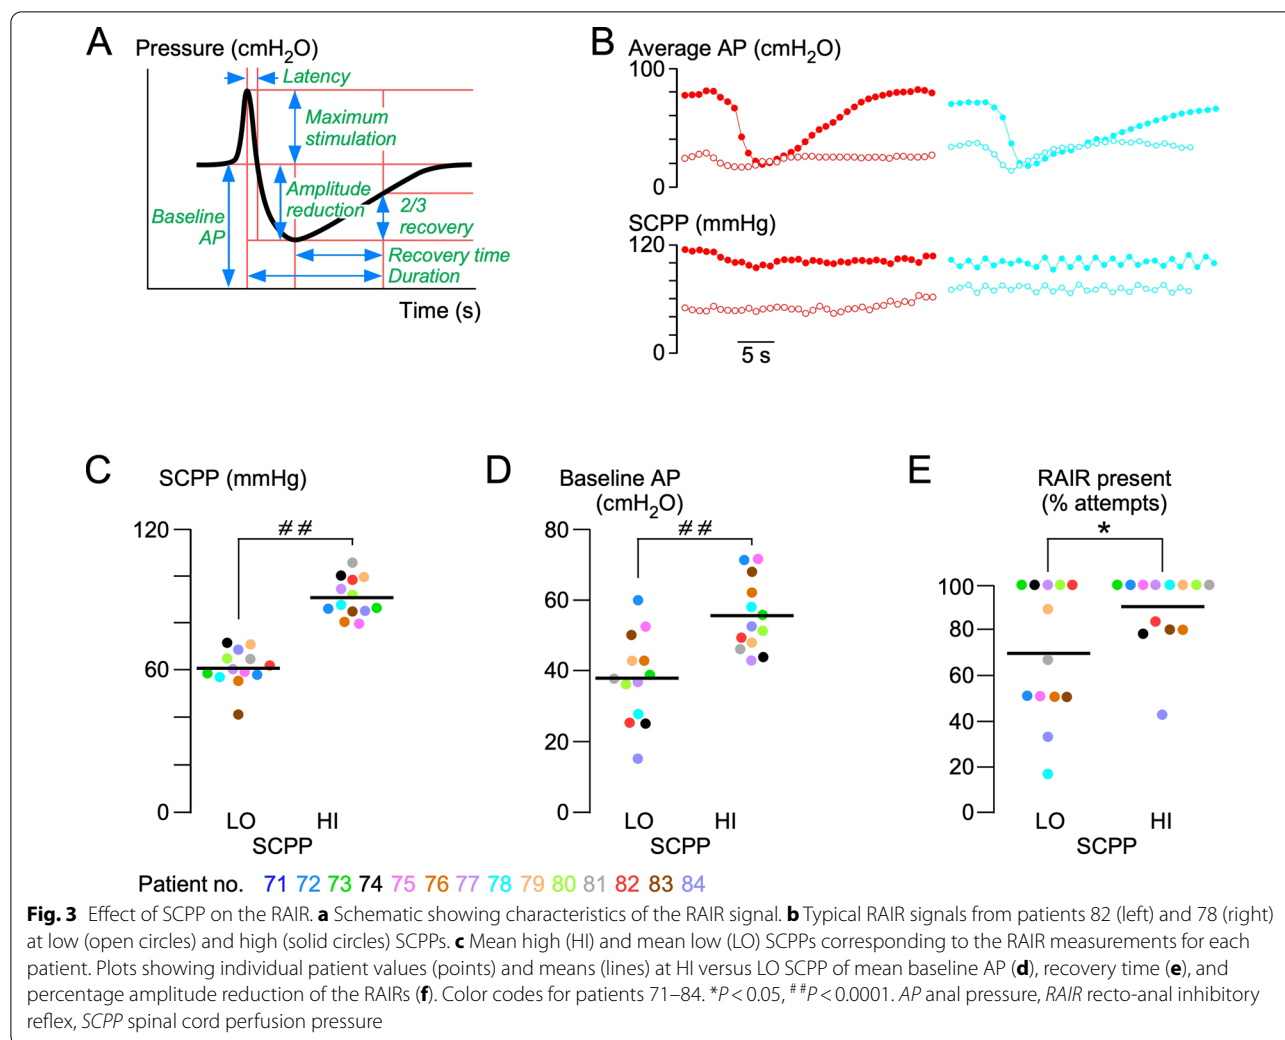 A
Pressure (cmH2O)
Latency
Maximum
stimulation
Amplitude
reduction
Baseline
AP
2/3
recovery
Recovery time
Duration
Time (s)
B
Average AP (cmH2O)
100
0
SCPP (mmHg)
120
0
5 s
C
SCPP (mmHg)
##
120
60
0
LO HI
SCPP
D
Baseline AP
(cmH2O)
##
80
60
40
20
0
LO HI
SCPP
E
RAIR present
(% attempts)
*
100
80
60
40
20
0
LO HI
SCPP
Patient no. 71 72 73 74 75 76 77 78 79 80 81 82 83 84
Fig. 3 Effect of SCPP on the RAIR. a Schematic showing characteristics of the RAIR signal. b Typical RAIR signals from patients 82 (left) and 78 (right)
at low (open circles) and high (solid circles) SCPPs. c Mean high (HI) and mean low (LO) SCPPs corresponding to the RAIR measurements for each
patient. Plots showing individual patient values (points) and means (lines) at HI versus LO SCPP of mean baseline AP (d), recovery time (e), and
percentage amplitude reduction of the RAIRs (f). Color codes for patients 71–84. *P < 0.05, ##P < 0.0001. AP anal pressure, RAIR recto-anal inhibitory
reflex, SCPP spinal cord perfusion pressure